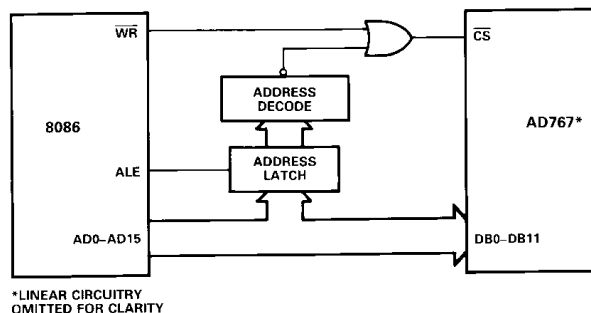 WR
CS
ADDRESS
DECODE
8086
AD767*
ALE
ADDRESS
LATCH
AD0–AD15
DB0–DB11
*LINEAR CIRCUITRY
OMITTED FOR CLARITY